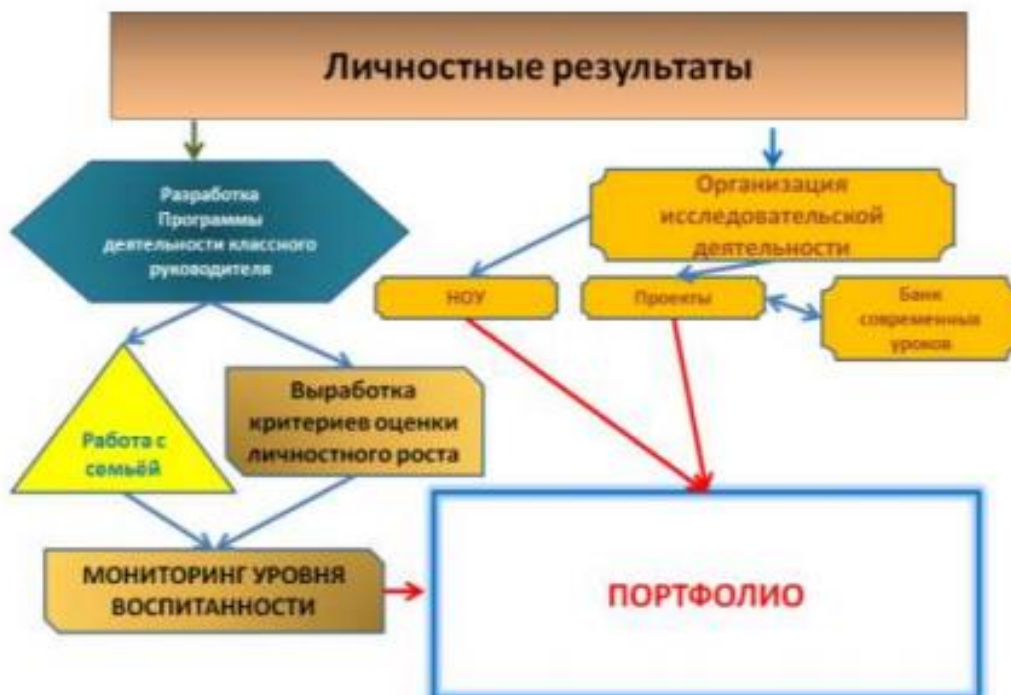 Личностные результаты
Разработка
Программы
деятельности классного
руководителя
Организация
исследовательской
деятельности
НОУ
Проекты
Банк
современных
уроков
Работа с
семьёй
Выработка
критериев оценки
личностного роста
МОНИТОРИНГ УРОВНЯ
ВОСПИТАННОСТИ
ПОРТФОЛИО